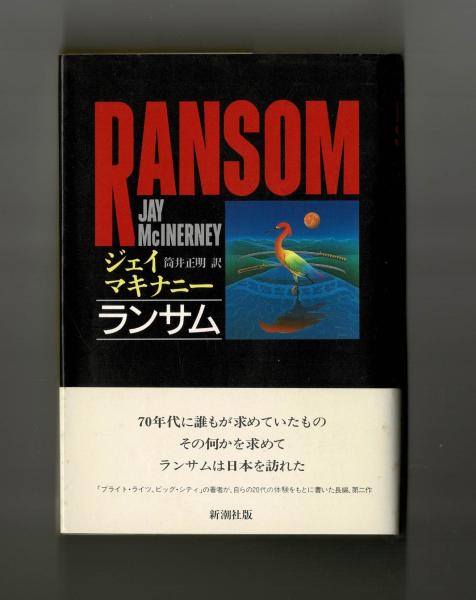 RANSOM
JAY
McINERNEY
ジェイ
筒井正明 訳
マキナニー
ランサム
70年代に誰もが求めていたもの
その何かを求めて
ランサムは日本を訪れた
「ブライト・ライツ、ビッグ・シティ」の著者が、自らの20代の体験をもとに書いた長編、第二作
新潮社版